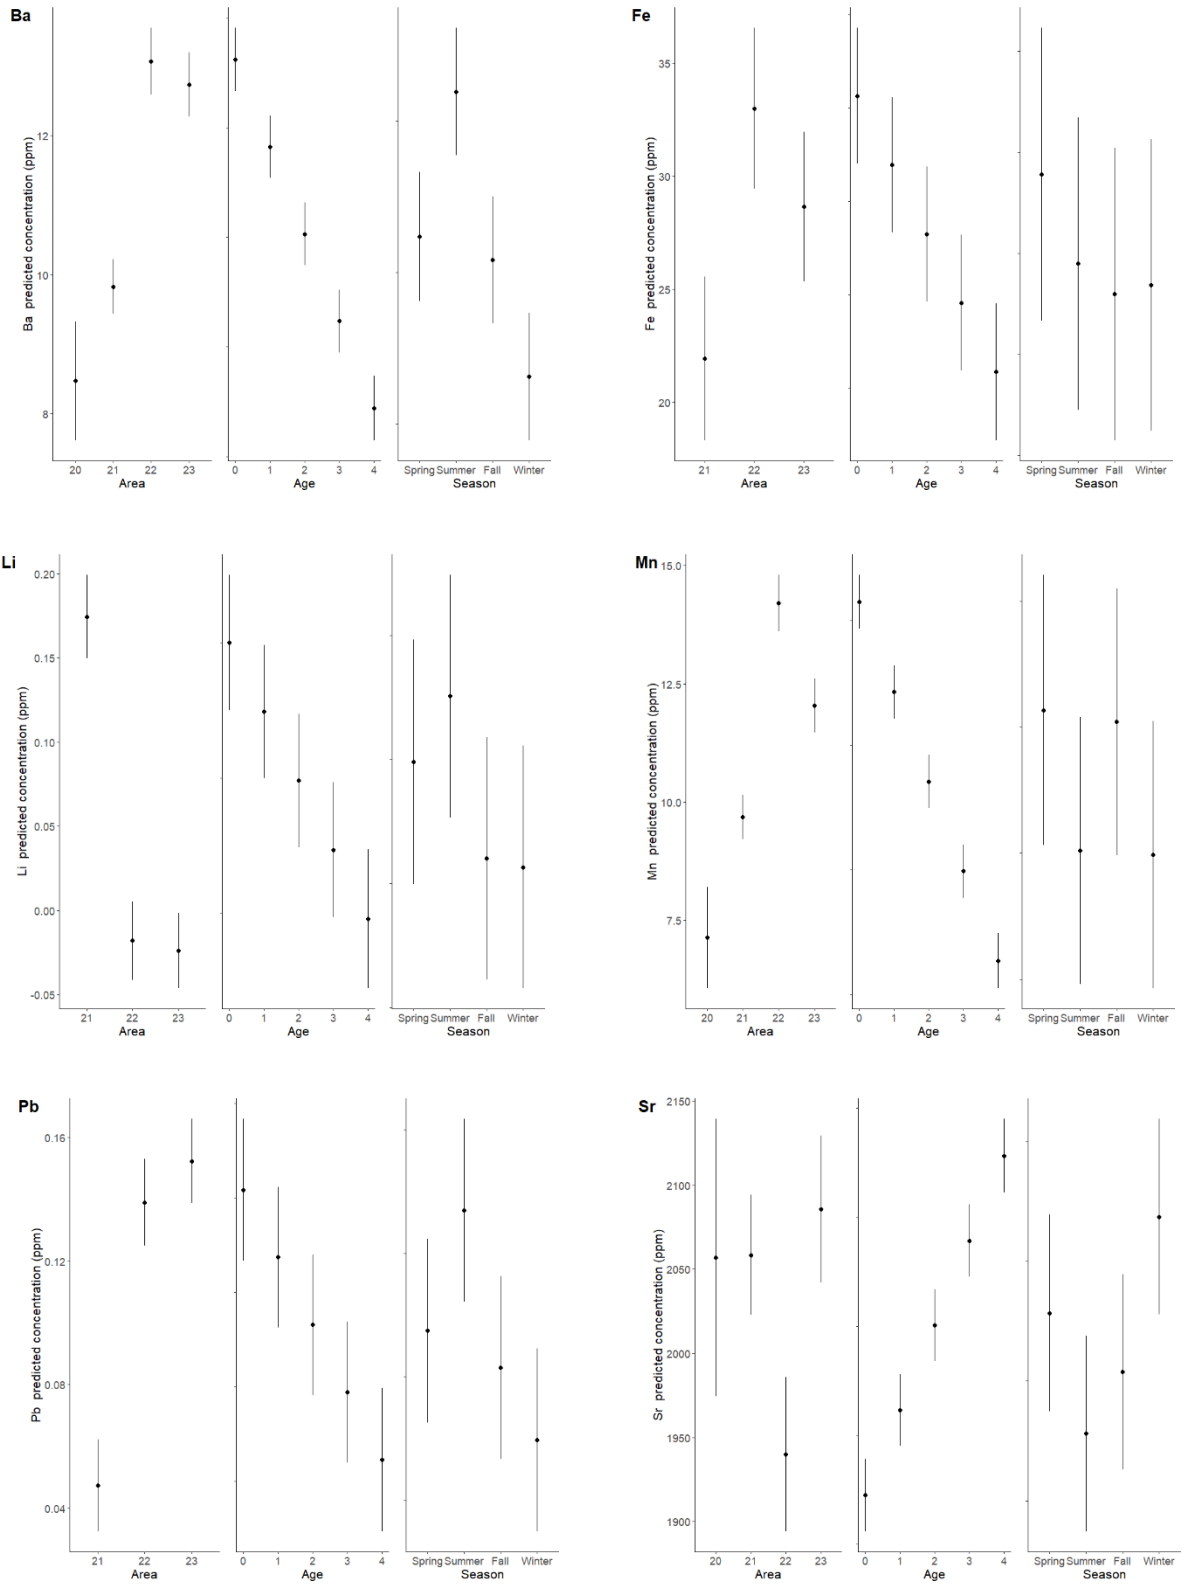 Ba
Ba predicted concentration (ppm)
12
10
8
20 21 22 23
Area
0 1 2 3 4
Age
Spring Summer Fall Winter
Season
Fe
Fe predicted concentration (ppm)
35
30
25
20
21 22 23
Area
0 1 2 3 4
Age
Spring Summer Fall Winter
Season
Li
Li predicted concentration (ppm)
0.20
0.15
0.10
0.05
0.00
-0.05
21 22 23
Area
0 1 2 3 4
Age
Spring Summer Fall Winter
Season
Mn
Mn predicted concentration (ppm)
15.0
12.5
10.0
7.5
20 21 22 23
Area
0 1 2 3 4
Age
Spring Summer Fall Winter
Season
Pb
Pb predicted concentration (ppm)
0.16
0.12
0.08
0.04
21 22 23
Area
0 1 2 3 4
Age
Spring Summer Fall Winter
Season
Sr
Sr predicted concentration (ppm)
2150
2100
2050
2000
1950
1900
20 21 22 23
Area
0 1 2 3 4
Age
Spring Summer Fall Winter
Season